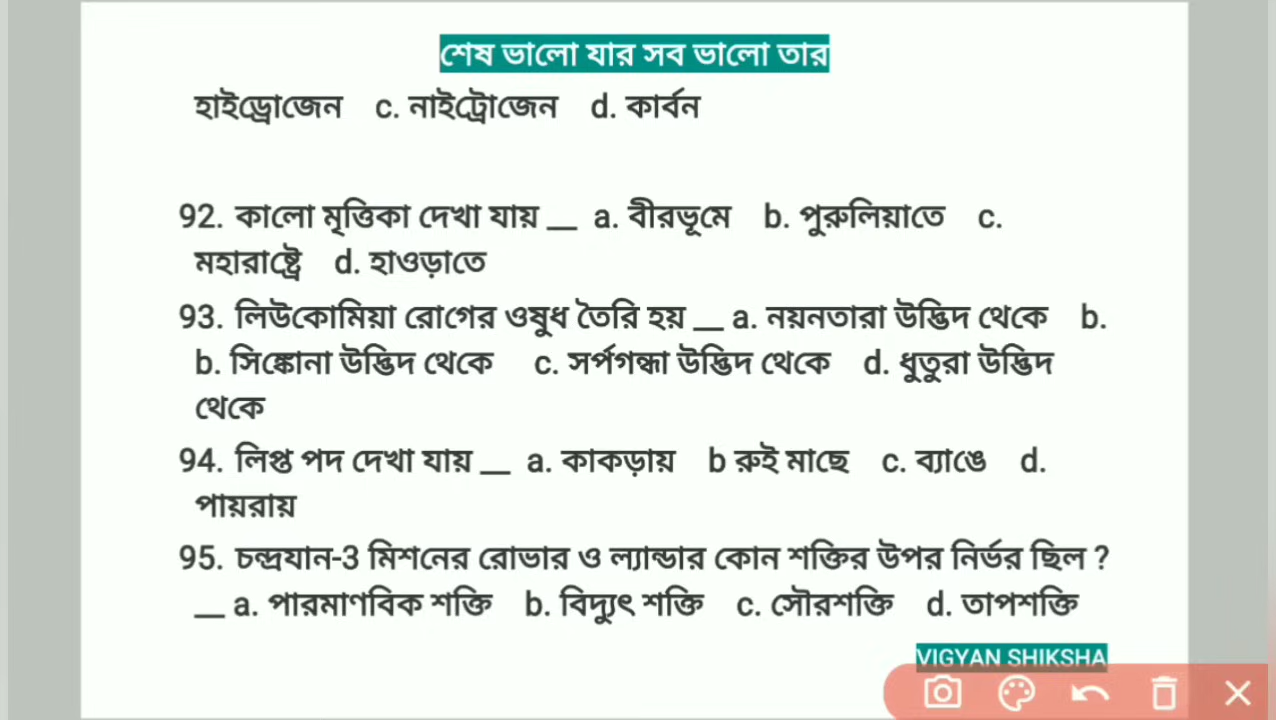 শেষ ভালো যার সব ভালো তার
হাইড্রোজেন c. নাইট্রোজেন d. কার্বন
92. কালো মৃত্তিকা দেখা যায় __ a. বীরভূমে b. পুরুলিয়াতে c.
মহারাষ্ট্রে d. হাওড়াতে
93. লিউকোমিয়া রোগের ওষুধ তৈরি হয় __ a. নয়নতারা উদ্ভিদ থেকে b.
b. সিঙ্কোনা উদ্ভিদ থেকে c. সর্পগন্ধা উদ্ভিদ থেকে d. ধুতুরা উদ্ভিদ
থেকে
94. লিপ্ত পদ দেখা যায় __ a. কাকড়ায় b রুই মাছে c. ব্যাঙে d.
পায়রায়
95. চন্দ্রযান-3 মিশনের রোভার ও ল্যান্ডার কোন শক্তির উপর নির্ভর ছিল ?
__ a. পারমাণবিক শক্তি b. বিদ্যুৎ শক্তি c. সৌরশক্তি d. তাপশক্তি
VIGYAN SHIKSHA